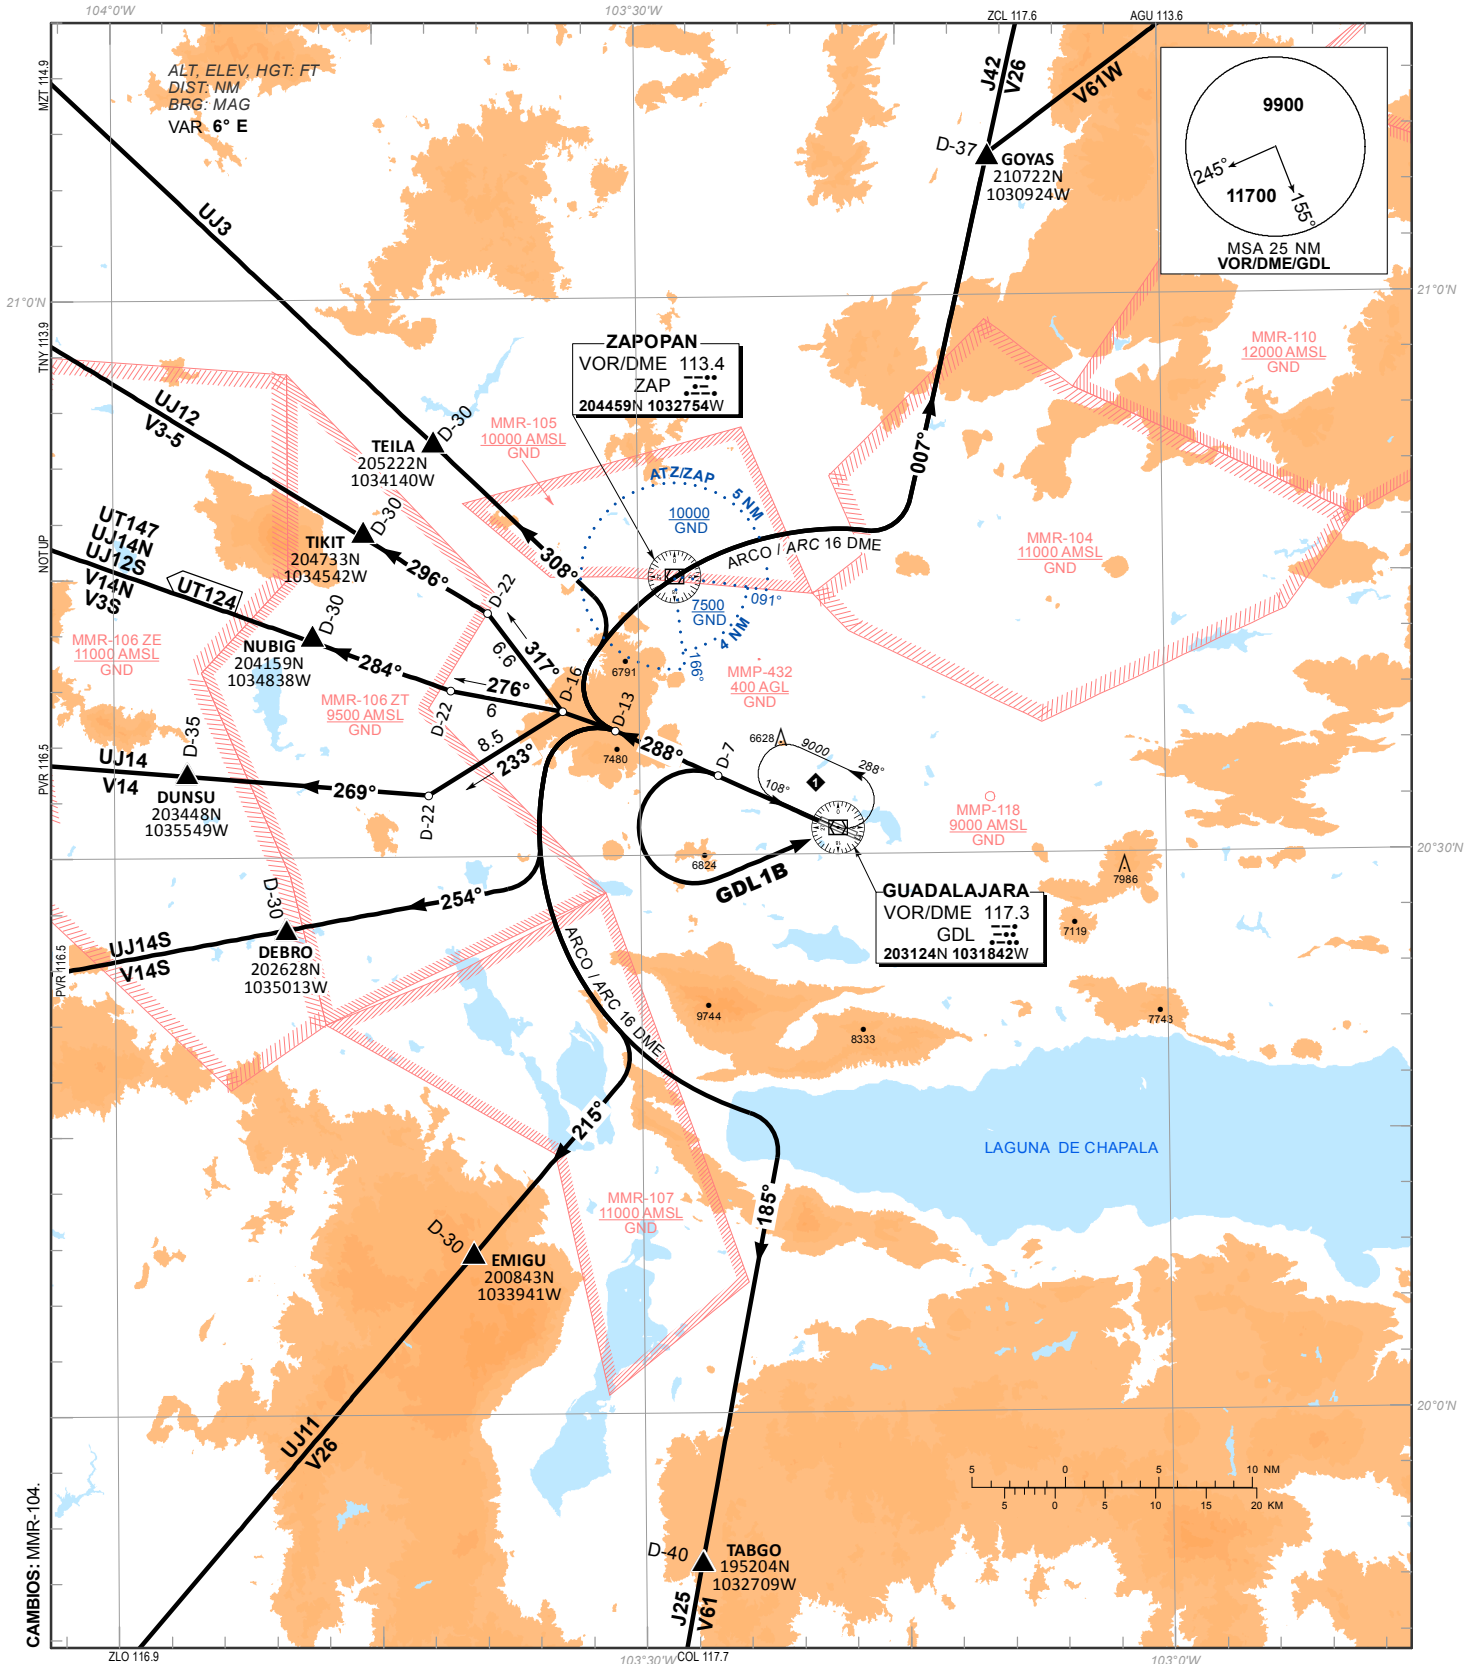 104°0'W
103°30'W
ZCL 117.6
AGU 113.6
ALT, ELEV, HGT: FT
DIST: NM
BRG: MAG
VAR 6° E
MZT 114.9
J42
V26
V61W
9900
245°
11700
155°
MSA 25 NM
VOR/DME/GDL
D-37
GOYAS
210722N
1030924W
UJ3
21°0'N
21°0'N
TNY 113.9
ZAPOPAN
VOR/DME 113.4
ZAP
204459N 1032754W
MMR-110
12000 AMSL
GND
UJ12
V3-5
TEILA
205222N
1034140W
D-30
MMR-105
10000 AMSL
GND
007°
ATZ/ZAP
5 NM
10000
GND
UT147
UJ14N
UJ12S
V14N
V3S
NOTUP
TIKIT
204733N
1034542W
D-30
296°
308°
ARCO / ARC 16 DME
MMR-104
11000 AMSL
GND
UT124
D-22
7500
GND
091°
4 NM
166°
D-30
NUBIG
204159N
1034838W
MMR-106 ZE
11000 AMSL
GND
284°
6.6
317°
6791
MMP-432
400 AGL
GND
276°
6
D-16
D-13
MMR-106 ZT
9500 AMSL
GND
D-22
D-35
8.5
233°
7480
288°
D-7
6628
9000
288°
108°
1
PVR 116.5
UJ14
V14
DUNSU
203448N
1035549W
269°
D-22
MMP-118
9000 AMSL
GND
6824
GDL1B
20°30'N
7986
GUADALAJARA
VOR/DME 117.3
GDL
203124N 1031842W
D-30
254°
7119
UJ14S
V14S
PVR 116.5
DEBRO
202628N
1035013W
ARCO / ARC 16 DME
9744
8333
7743
215°
LAGUNA DE CHAPALA
MMR-107
11000 AMSL
GND
185°
D-30
EMIGU
200843N
1033941W
20°0'N
UJ11
V26
5 0 5 10 NM
5 0 5 10 15 20 KM
CAMBIOS: MMR-104.
D-40
TABGO
195204N
1032709W
J25
V61
ZLO 116.9
103°30'W
COL 117.7
103°0'W